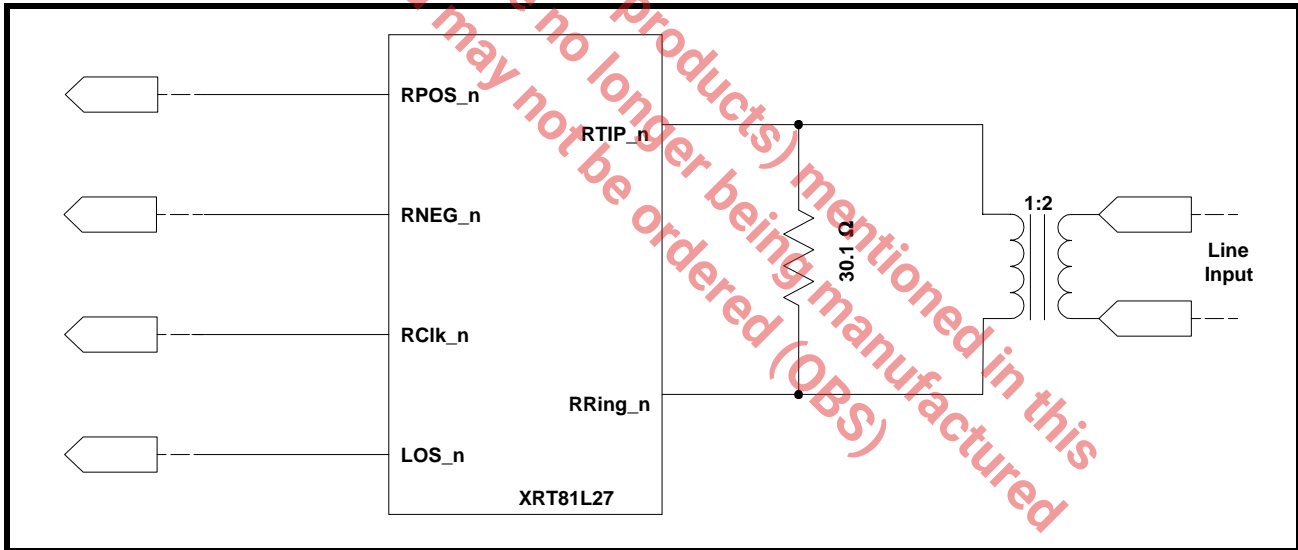 RPOS_n
RNEG_n
RClk_n
LOS_n
RTIP_n
RRing_n
XRT81L27
30.1 Ω
1:2
Line
Input
products) mentioned in this
no longer being manufactured
may not be ordered (OBS)